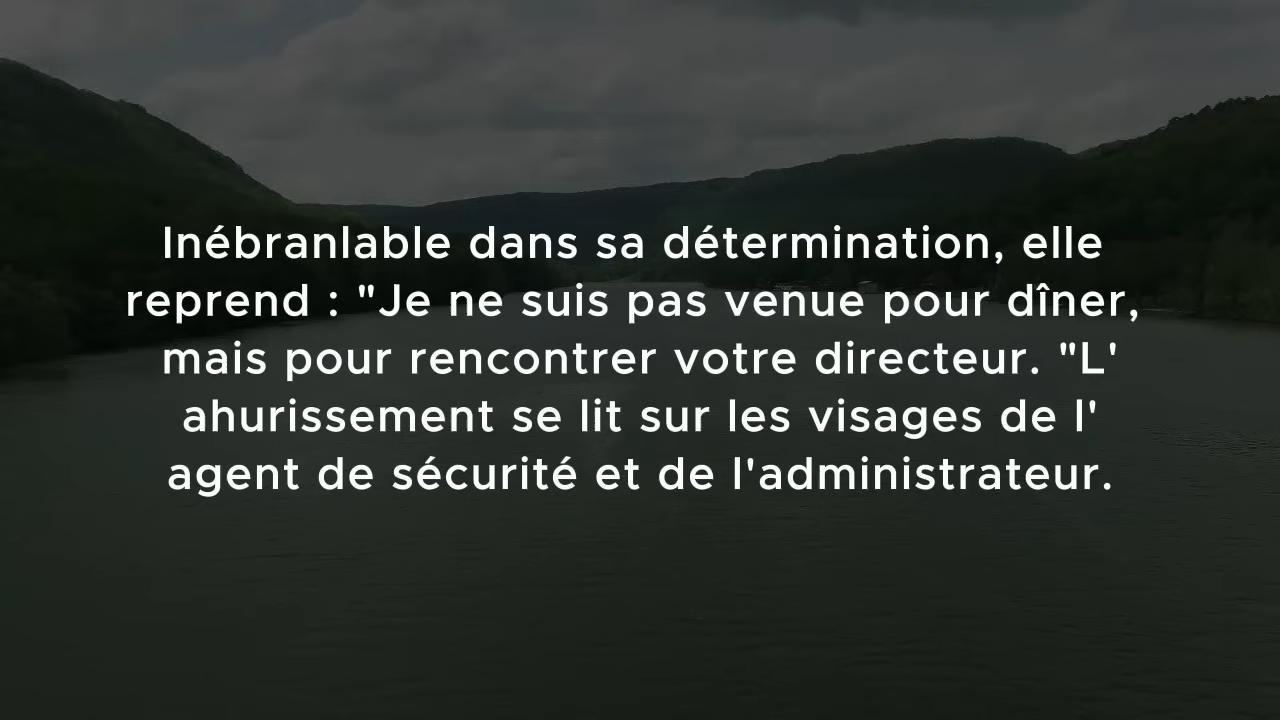 Inébranlable dans sa détermination, elle
reprend : "Je ne suis pas venue pour dîner,
mais pour rencontrer votre directeur. "L'
ahurissement se lit sur les visages de l'
agent de sécurité et de l'administrateur.